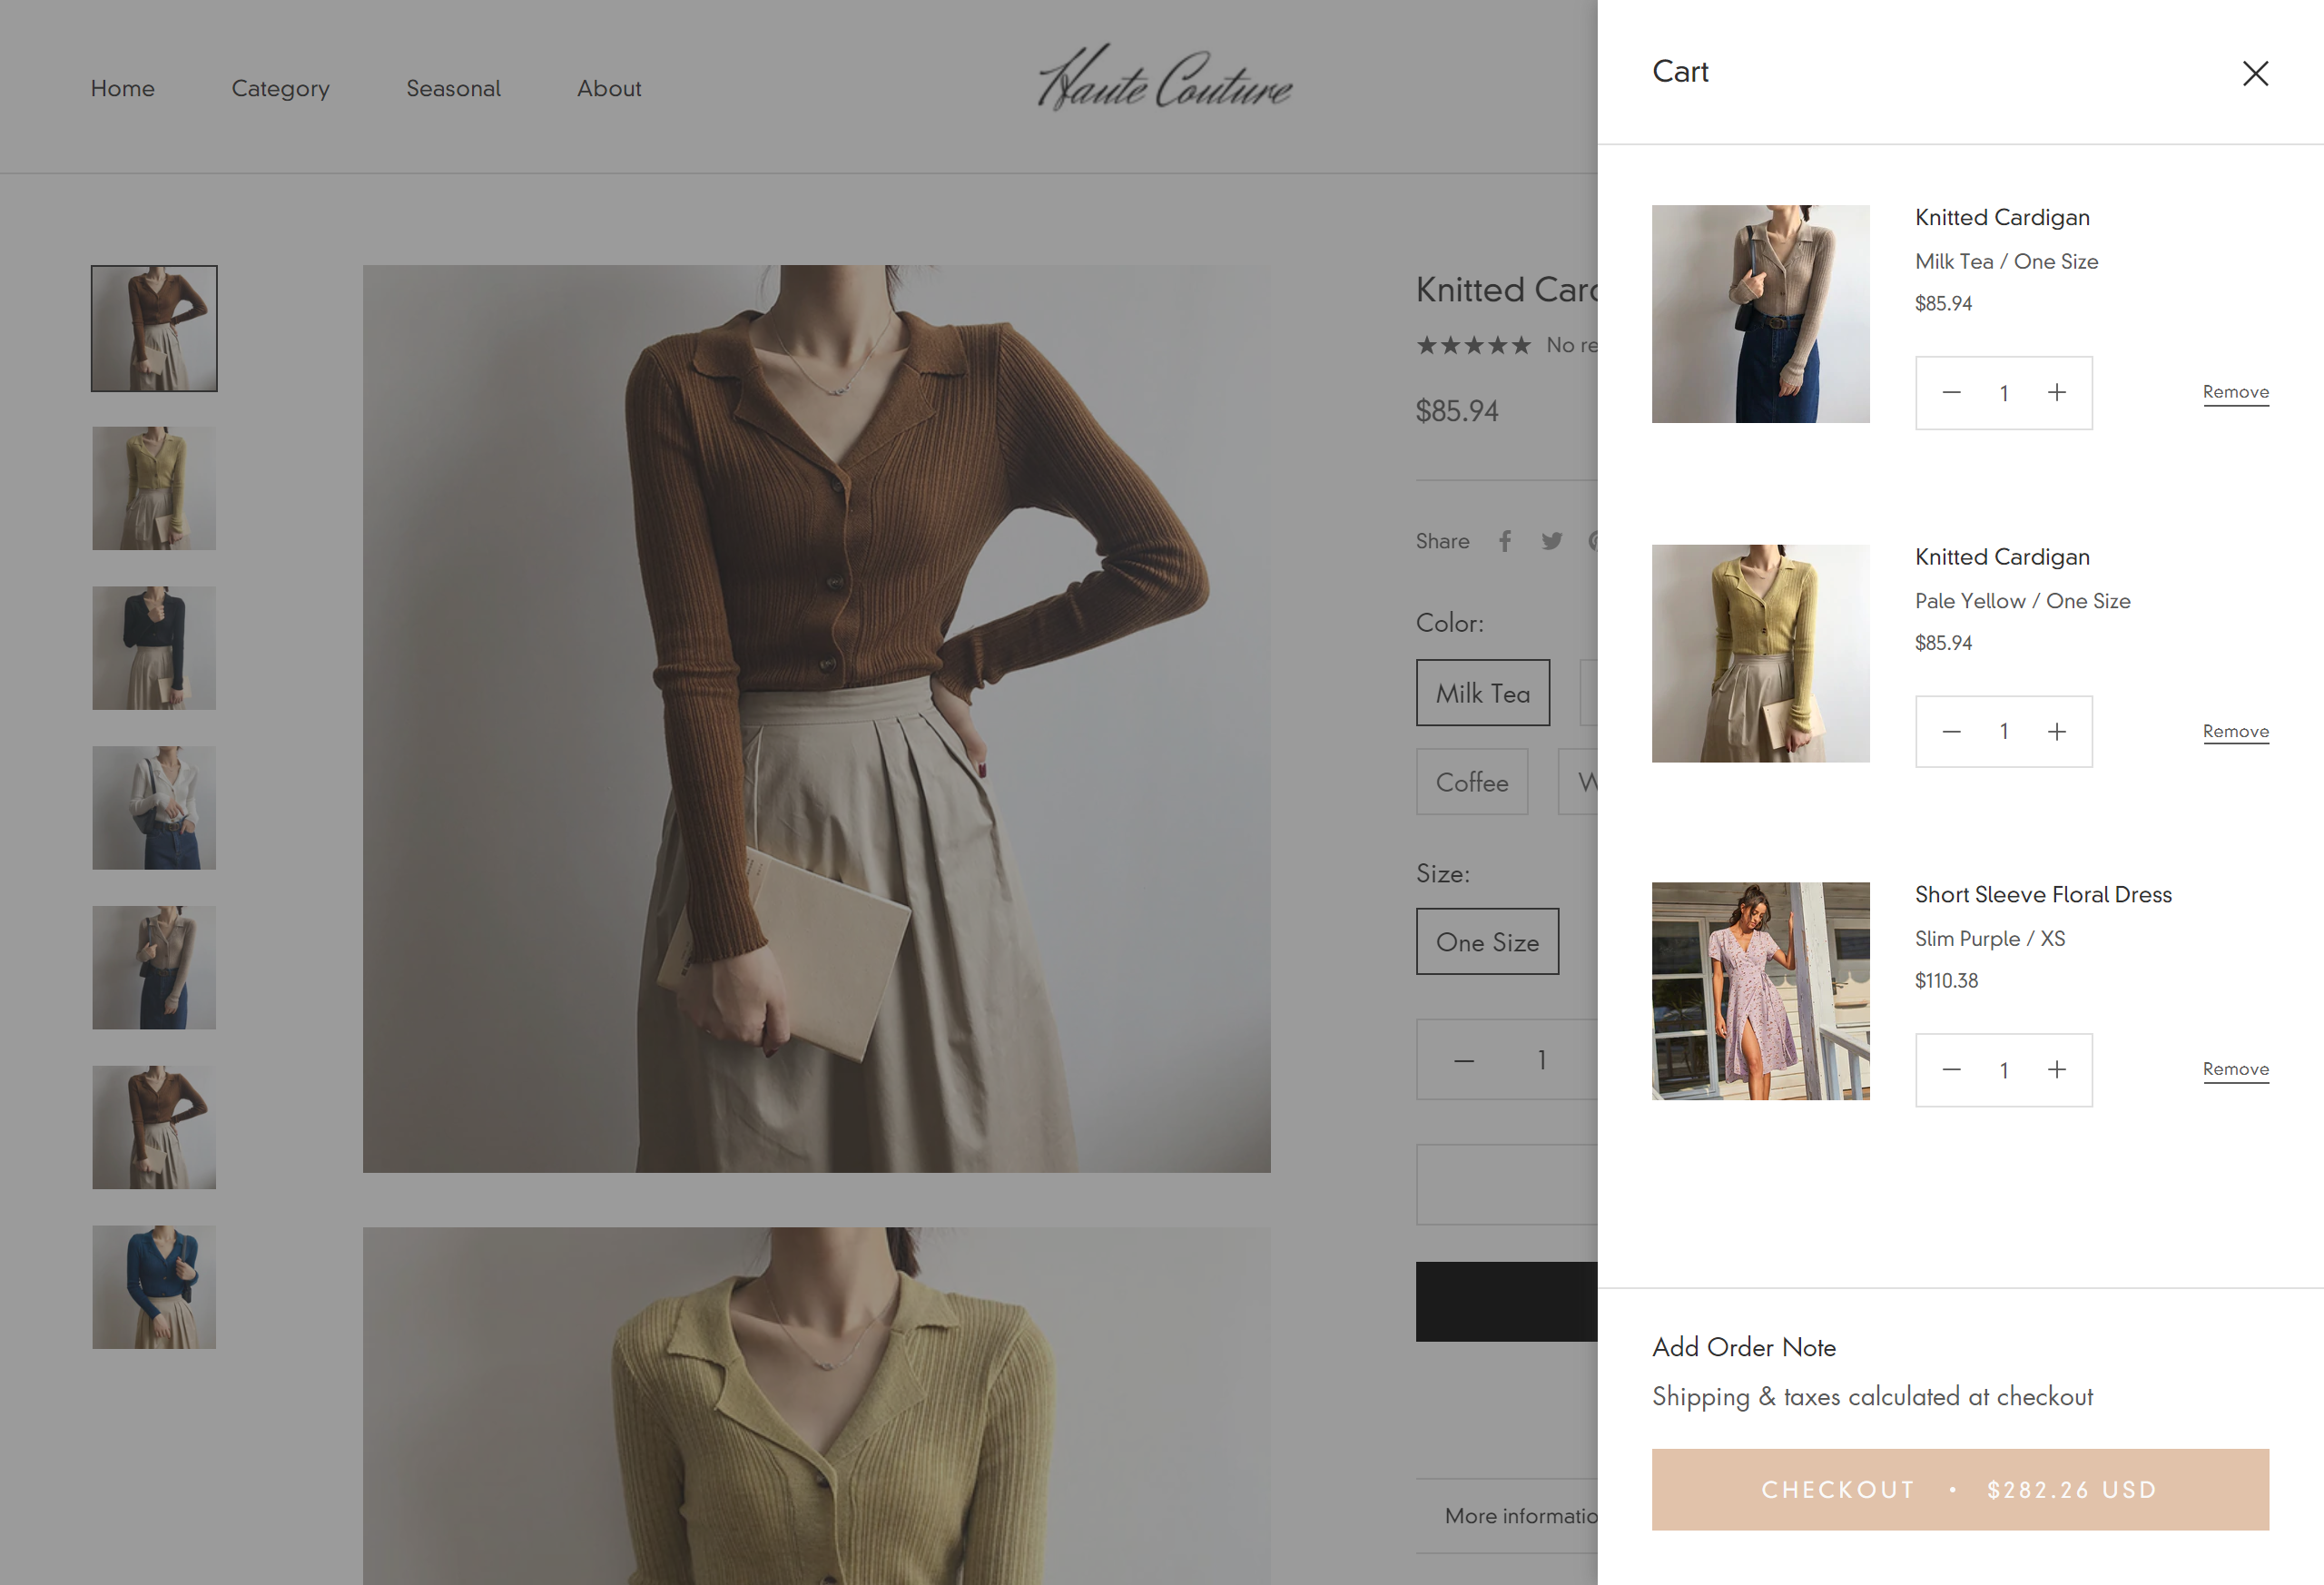 Home
Category
Seasonal
About
Haute Couture
Knitted
No
$85.94
Share
Color:
Milk Tea
Coffee
Size:
One Size
1
More
Cart
Knitted Cardigan
Milk Tea / One Size
$85.94
1
Remove
Knitted Cardigan
Pale Yellow / One Size
$85.94
1
Remove
Short Sleeve Floral Dress
Slim Purple / XS
$110.38
1
Remove
Add Order Note
Shipping & taxes calculated at checkout
CHECKOUT • $282.26 USD